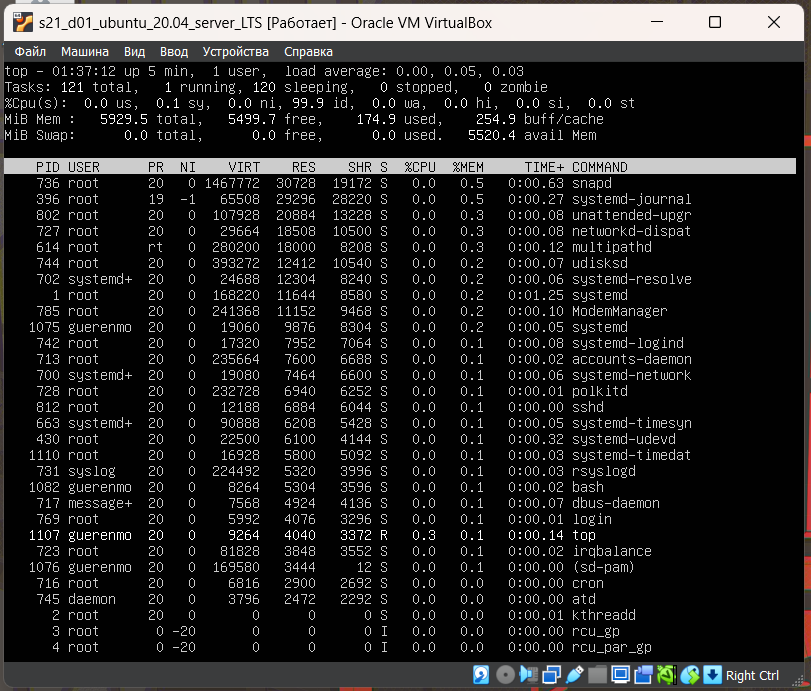 s21_d01_ubuntu_20.04_server_LTS [Работает] - Oracle VM VirtualBox
Файл Машина Вид Ввод Устройства Справка
top - 01:37:12 up 5 min,  1 user,  load average: 0.00, 0.05, 0.03
Tasks: 121 total,   1 running, 120 sleeping,   0 stopped,   0 zombie
%Cpu(s):  0.0 us,  0.1 sy,  0.0 ni, 99.9 id,  0.0 wa,  0.0 hi,  0.0 si,  0.0 st
MiB Mem :   5929.5 total,   5499.7 free,    174.9 used,    254.9 buff/cache
MiB Swap:      0.0 total,      0.0 free,      0.0 used.   5520.4 avail Mem
PID USER PR NI VIRT RES SHR S %CPU %MEM TIME+ COMMAND
736 root 20 0 1467772 30728 19172 S 0.0 0.5 0:00.63 snapd
396 root 19 -1 65508 29296 28220 S 0.0 0.5 0:00.27 systemd-journal
802 root 20 0 107928 20884 13228 S 0.0 0.3 0:00.08 unattended-upgr
727 root 20 0 29664 18508 10500 S 0.0 0.3 0:00.08 networkd-dispat
614 root rt 0 280200 18000 8208 S 0.0 0.3 0:00.12 multipathd
744 root 20 0 393272 12412 10540 S 0.0 0.2 0:00.07 udisksd
702 systemd+ 20 0 24688 12304 8240 S 0.0 0.2 0:00.06 systemd-resolve
1 root 20 0 168220 11644 8580 S 0.0 0.2 0:01.25 systemd
785 root 20 0 241368 11152 9468 S 0.0 0.2 0:00.10 ModemManager
1075 guerenmo 20 0 19060 9876 8304 S 0.0 0.2 0:00.05 systemd
742 root 20 0 17320 7952 7064 S 0.0 0.1 0:00.08 systemd-logind
713 root 20 0 235664 7600 6688 S 0.0 0.1 0:00.02 accounts-daemon
700 systemd+ 20 0 19080 7464 6600 S 0.0 0.1 0:00.06 systemd-network
728 root 20 0 232728 6940 6252 S 0.0 0.1 0:00.01 polkitd
812 root 20 0 12188 6884 6044 S 0.0 0.1 0:00.00 sshd
663 systemd+ 20 0 90888 6208 5428 S 0.0 0.1 0:00.05 systemd-timesyn
430 root 20 0 22500 6100 4144 S 0.0 0.1 0:00.32 systemd-udevd
1110 root 20 0 16928 5800 5092 S 0.0 0.1 0:00.03 systemd-timedat
731 syslog 20 0 224492 5320 3996 S 0.0 0.1 0:00.03 rsyslogd
1082 guerenmo 20 0 8264 5304 3596 S 0.0 0.1 0:00.02 bash
717 message+ 20 0 7568 4924 4136 S 0.0 0.1 0:00.07 dbus-daemon
769 root 20 0 5992 4076 3296 S 0.0 0.1 0:00.01 login
1107 guerenmo 20 0 9264 4040 3372 R 0.3 0.1 0:00.14 top
723 root 20 0 81828 3848 3552 S 0.0 0.1 0:00.02 irqbalance
1076 guerenmo 20 0 169580 3444 12 S 0.0 0.1 0:00.00 (sd-pam)
716 root 20 0 6816 2900 2692 S 0.0 0.0 0:00.00 cron
745 daemon 20 0 3796 2472 2292 S 0.0 0.0 0:00.00 atd
2 root 20 0 0 0 0 S 0.0 0.0 0:00.01 kthreadd
3 root 0 -20 0 0 0 I 0.0 0.0 0:00.00 rcu_gp
4 root 0 -20 0 0 0 I 0.0 0.0 0:00.00 rcu_par_gp
Right Ctrl